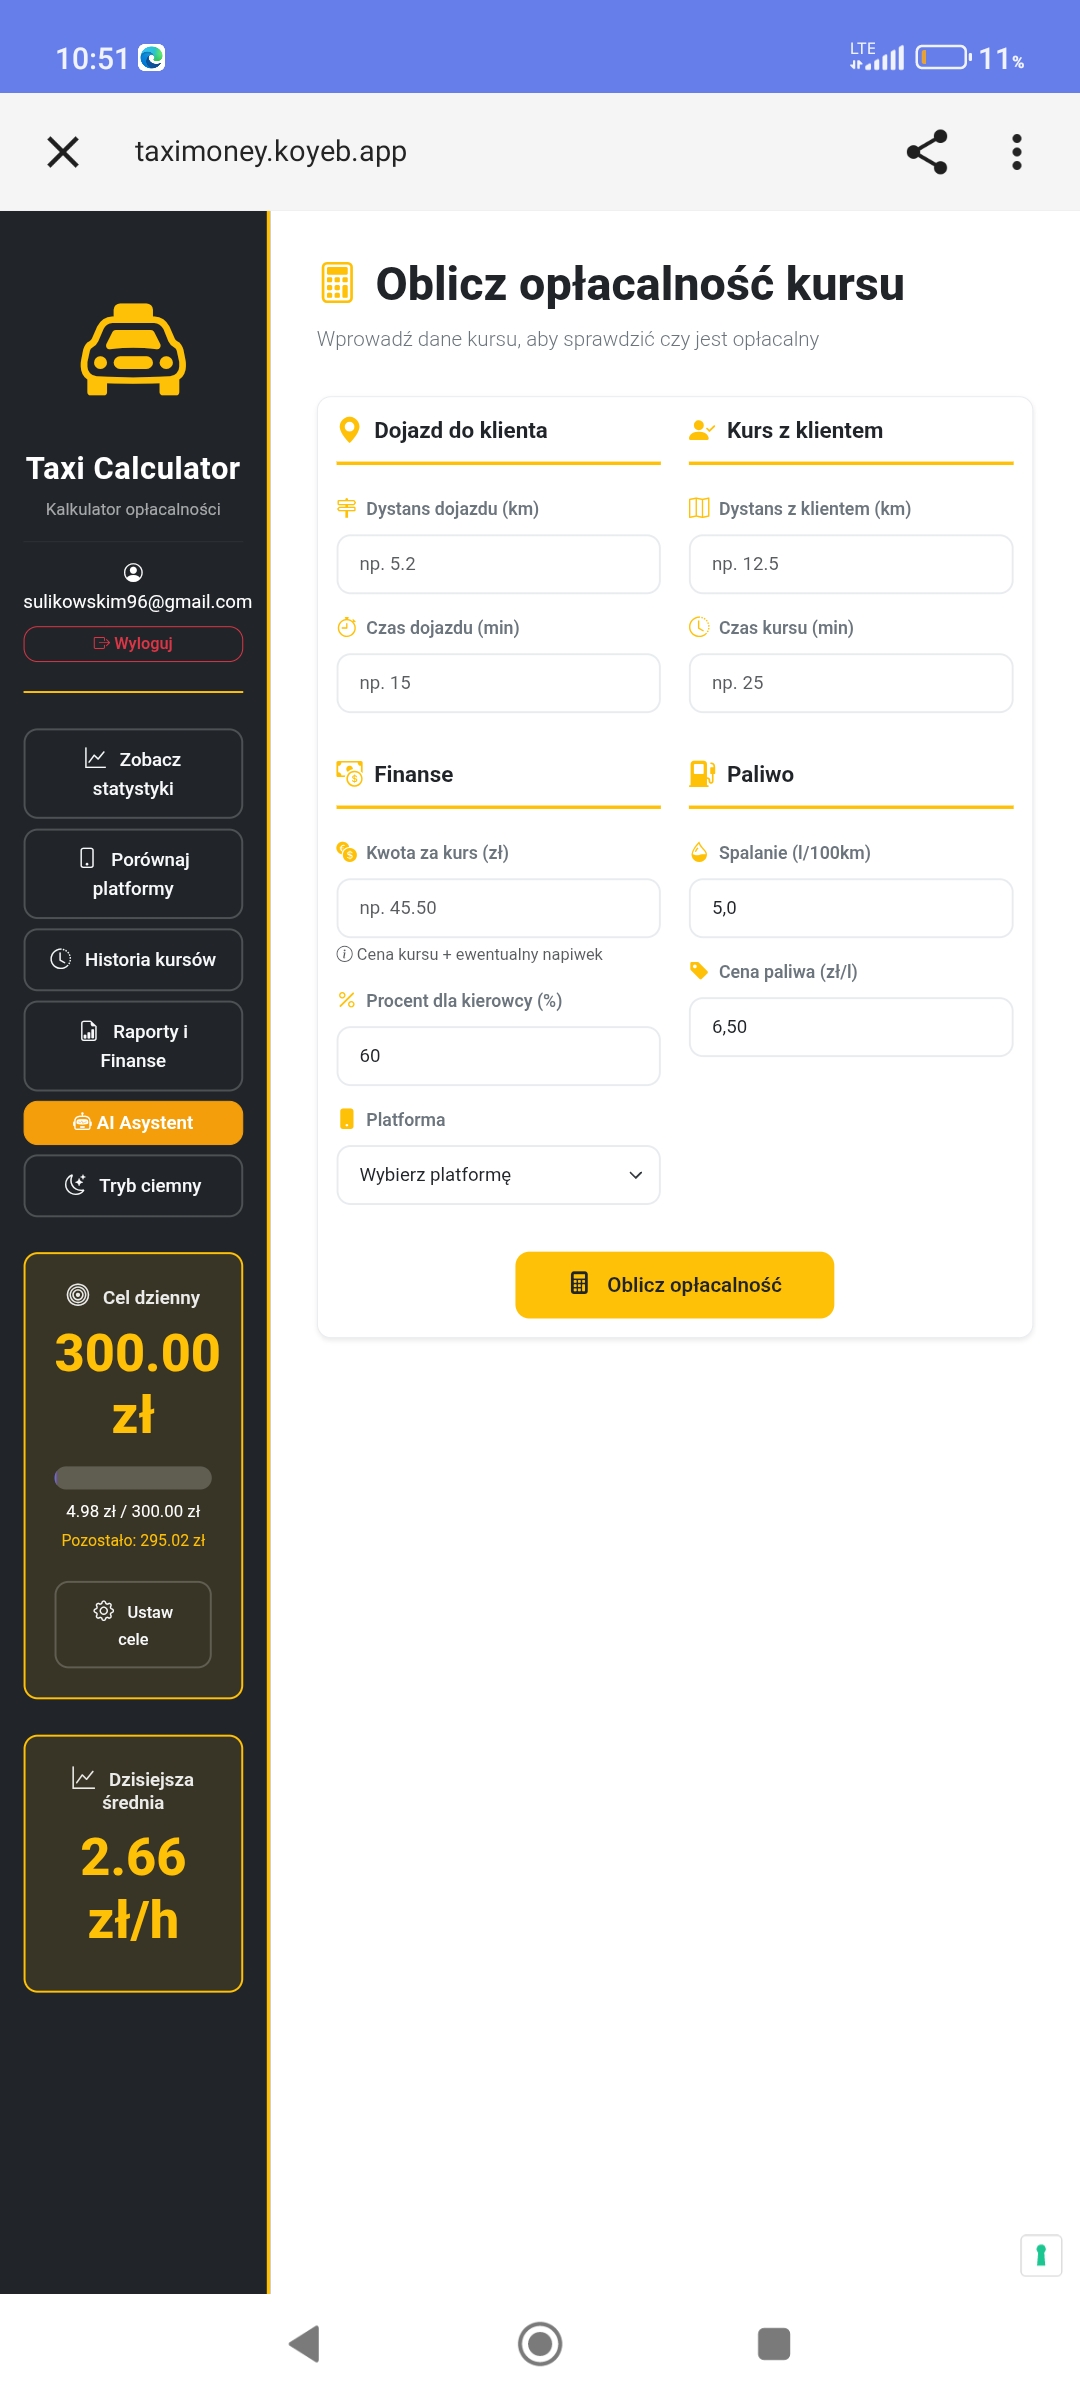 10:51
LTE
11%
taximoney.koyeb.app
Taxi Calculator
Kalkulator opłacalności
sulikowskim96@gmail.com
Wyloguj
Zobacz
statystyki
Porównaj
platformy
Historia kursów
Raporty i
Finanse
AI Asystent
Tryb ciemny
Cel dzienny
300.00
zł
4.98 zł / 300.00 zł
Pozostało: 295.02 zł
Ustaw
cele
Dzisiejsza
średnia
2.66
zł/h
Oblicz opłacalność kursu
Wprowadź dane kursu, aby sprawdzić czy jest opłacalny
Dojazd do klienta
Dystans dojazdu (km)
np. 5.2
Czas dojazdu (min)
np. 15
Kurs z klientem
Dystans z klientem (km)
np. 12.5
Czas kursu (min)
np. 25
Finanse
Kwota za kurs (zł)
np. 45.50
Cena kursu + ewentualny napiwek
Procent dla kierowcy (%)
60
Platforma
Wybierz platformę
Paliwo
Spalanie (l/100km)
5,0
Cena paliwa (zł/l)
6,50
Oblicz opłacalność